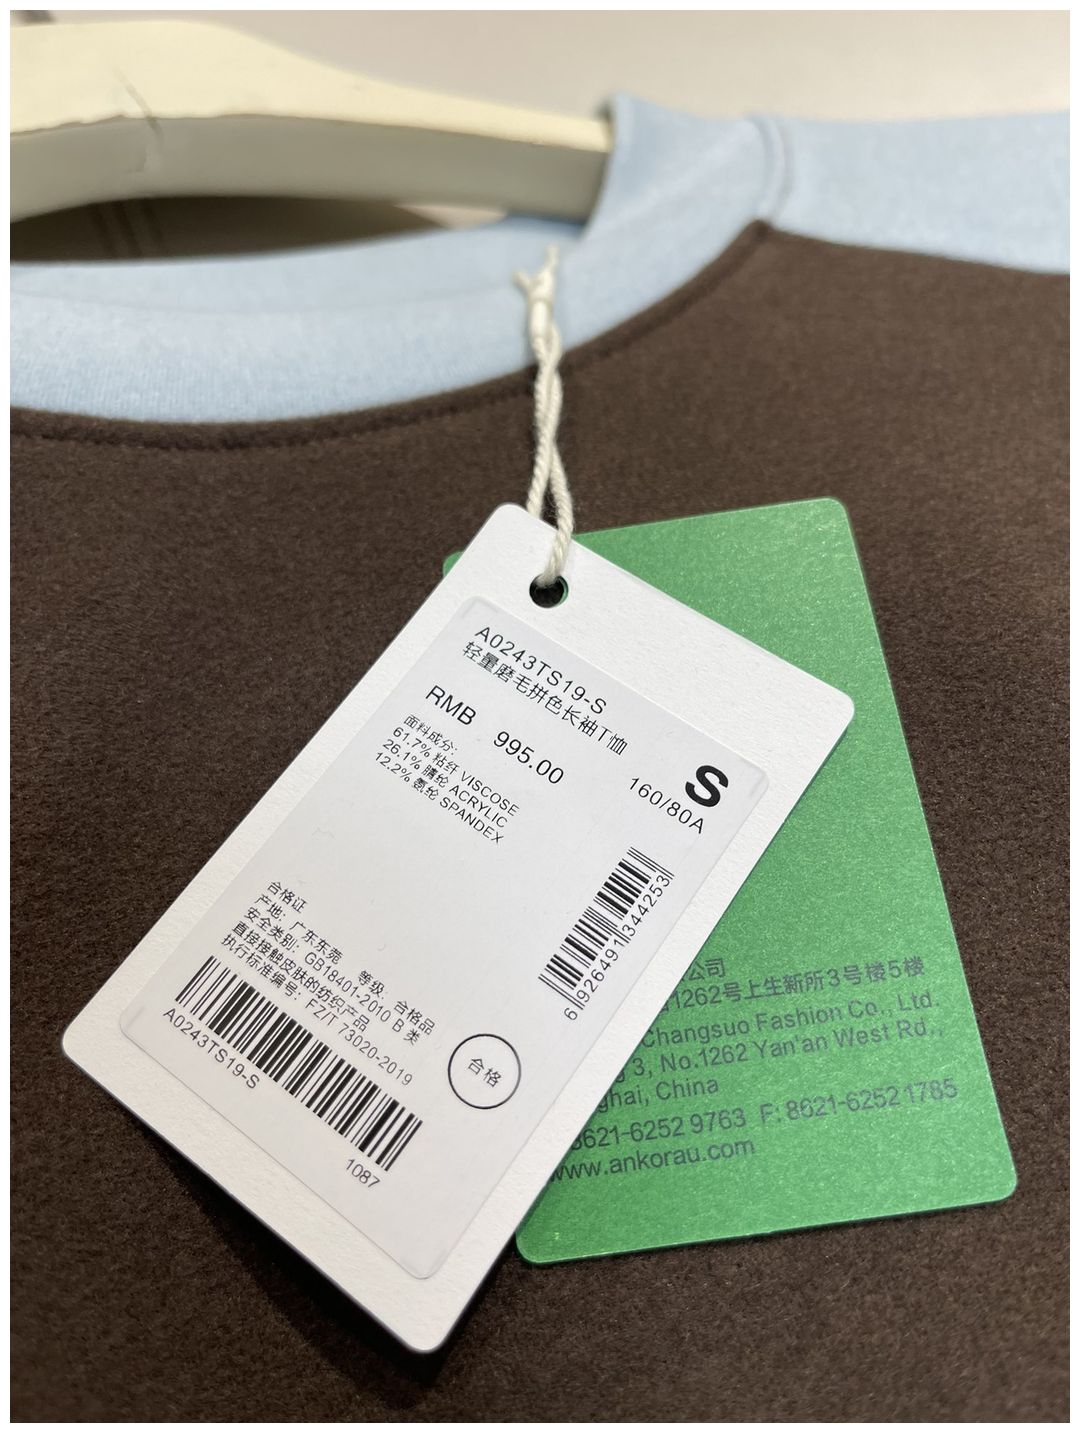 A0243TS19-S
轻量磨毛拼色长袖T恤
RMB 995.00
面料成分:
61.7% 粘纤 VISCOSE
26.1% 腈纶 ACRYLIC
12.2% 氨纶 SPANDEX
S
160/80A
6 926491 344253
合格证
产地: 广东东莞 等级: 合格品
安全类别: GB18401-2010 B 类
直接接触皮肤的纺织产品
执行标准编号: FZ/T 73020-2019
A0243TS19-S
1087
合格
公司
1262号上生新所3号楼5楼
Changsuo Fashion Co., Ltd.
g 3, No.1262 Yan'an West Rd.,
ghai, China
8621-6252 9763 F: 8621-6252 1785
www.ankorau.com